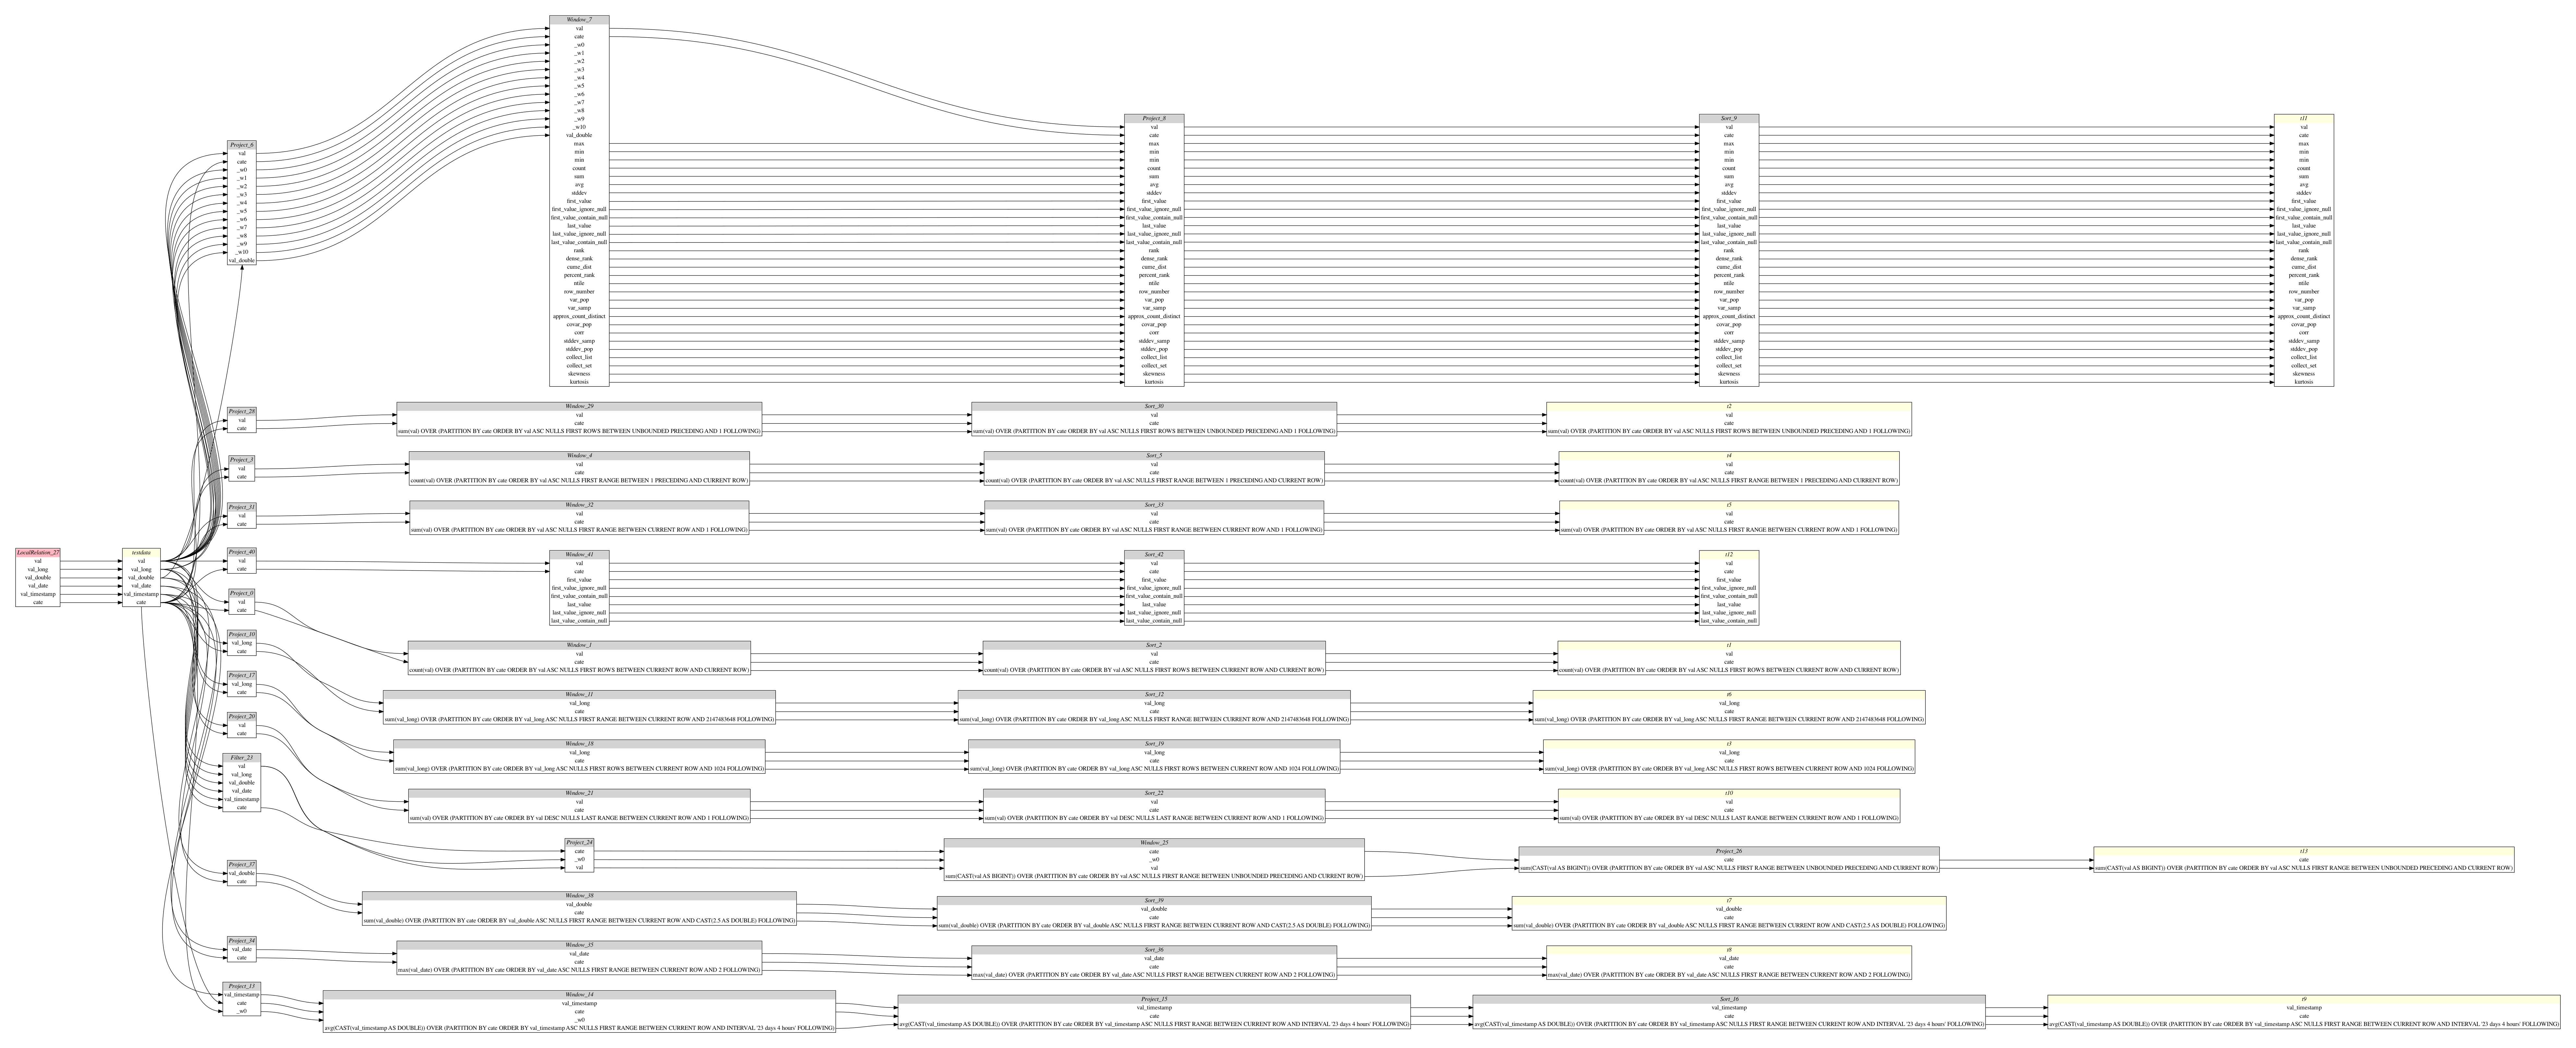 Window_7
val
cate
_w0
_w1
_w2
_w3
_w4
_w5
_w6
_w7
_w8
_w9
_w10
val_double
max
min
min
count
sum
avg
stddev
first_value
first_value_ignore_null
first_value_contain_null
last_value
last_value_ignore_null
last_value_contain_null
rank
dense_rank
cume_dist
percent_rank
ntile
row_number
var_pop
var_samp
approx_count_distinct
covar_pop
corr
stddev_samp
stddev_pop
collect_list
collect_set
skewness
kurtosis
Project_8
val
cate
max
min
min
count
sum
avg
stddev
first_value
first_value_ignore_null
first_value_contain_null
last_value
last_value_ignore_null
last_value_contain_null
rank
dense_rank
cume_dist
percent_rank
ntile
row_number
var_pop
var_samp
approx_count_distinct
covar_pop
corr
stddev_samp
stddev_pop
collect_list
collect_set
skewness
kurtosis
Sort_9
val
cate
max
min
min
count
sum
avg
stddev
first_value
first_value_ignore_null
first_value_contain_null
last_value
last_value_ignore_null
last_value_contain_null
rank
dense_rank
cume_dist
percent_rank
ntile
row_number
var_pop
var_samp
approx_count_distinct
covar_pop
corr
stddev_samp
stddev_pop
collect_list
collect_set
skewness
kurtosis
t11
val
cate
max
min
min
count
sum
avg
stddev
first_value
first_value_ignore_null
first_value_contain_null
last_value
last_value_ignore_null
last_value_contain_null
rank
dense_rank
cume_dist
percent_rank
ntile
row_number
var_pop
var_samp
approx_count_distinct
covar_pop
corr
stddev_samp
stddev_pop
collect_list
collect_set
skewness
kurtosis
Project_6
val
cate
_w0
_w1
_w2
_w3
_w4
_w5
_w6
_w7
_w8
_w9
_w10
val_double
Project_28
val
cate
Window_29
val
cate
sum(val) OVER (PARTITION BY cate ORDER BY val ASC NULLS FIRST ROWS BETWEEN UNBOUNDED PRECEDING AND 1 FOLLOWING)
Sort_30
val
cate
sum(val) OVER (PARTITION BY cate ORDER BY val ASC NULLS FIRST ROWS BETWEEN UNBOUNDED PRECEDING AND 1 FOLLOWING)
t2
val
cate
sum(val) OVER (PARTITION BY cate ORDER BY val ASC NULLS FIRST ROWS BETWEEN UNBOUNDED PRECEDING AND 1 FOLLOWING)
Project_3
val
cate
Window_4
val
cate
count(val) OVER (PARTITION BY cate ORDER BY val ASC NULLS FIRST RANGE BETWEEN 1 PRECEDING AND CURRENT ROW)
Sort_5
val
cate
count(val) OVER (PARTITION BY cate ORDER BY val ASC NULLS FIRST RANGE BETWEEN 1 PRECEDING AND CURRENT ROW)
t4
val
cate
count(val) OVER (PARTITION BY cate ORDER BY val ASC NULLS FIRST RANGE BETWEEN 1 PRECEDING AND CURRENT ROW)
Project_31
val
cate
Window_32
val
cate
sum(val) OVER (PARTITION BY cate ORDER BY val ASC NULLS FIRST RANGE BETWEEN CURRENT ROW AND 1 FOLLOWING)
Sort_33
val
cate
sum(val) OVER (PARTITION BY cate ORDER BY val ASC NULLS FIRST RANGE BETWEEN CURRENT ROW AND 1 FOLLOWING)
t5
val
cate
sum(val) OVER (PARTITION BY cate ORDER BY val ASC NULLS FIRST RANGE BETWEEN CURRENT ROW AND 1 FOLLOWING)
LocalRelation_27
val
val_long
val_double
val_date
val_timestamp
cate
testdata
val
val_long
val_double
val_date
val_timestamp
cate
Project_40
val
cate
Window_41
val
cate
first_value
first_value_ignore_null
first_value_contain_null
last_value
last_value_ignore_null
last_value_contain_null
Sort_42
val
cate
first_value
first_value_ignore_null
first_value_contain_null
last_value
last_value_ignore_null
last_value_contain_null
t12
val
cate
first_value
first_value_ignore_null
first_value_contain_null
last_value
last_value_ignore_null
last_value_contain_null
Project_0
val
cate
Window_1
val
cate
count(val) OVER (PARTITION BY cate ORDER BY val ASC NULLS FIRST ROWS BETWEEN CURRENT ROW AND CURRENT ROW)
Sort_2
val
cate
count(val) OVER (PARTITION BY cate ORDER BY val ASC NULLS FIRST ROWS BETWEEN CURRENT ROW AND CURRENT ROW)
t1
val
cate
count(val) OVER (PARTITION BY cate ORDER BY val ASC NULLS FIRST ROWS BETWEEN CURRENT ROW AND CURRENT ROW)
Project_10
val_long
cate
Window_11
val_long
cate
sum(val_long) OVER (PARTITION BY cate ORDER BY val_long ASC NULLS FIRST RANGE BETWEEN CURRENT ROW AND 2147483648 FOLLOWING)
Sort_12
val_long
cate
sum(val_long) OVER (PARTITION BY cate ORDER BY val_long ASC NULLS FIRST RANGE BETWEEN CURRENT ROW AND 2147483648 FOLLOWING)
t6
val_long
cate
sum(val_long) OVER (PARTITION BY cate ORDER BY val_long ASC NULLS FIRST RANGE BETWEEN CURRENT ROW AND 2147483648 FOLLOWING)
Project_17
val_long
cate
Window_18
val_long
cate
sum(val_long) OVER (PARTITION BY cate ORDER BY val_long ASC NULLS FIRST ROWS BETWEEN CURRENT ROW AND 1024 FOLLOWING)
Sort_19
val_long
cate
sum(val_long) OVER (PARTITION BY cate ORDER BY val_long ASC NULLS FIRST ROWS BETWEEN CURRENT ROW AND 1024 FOLLOWING)
t3
val_long
cate
sum(val_long) OVER (PARTITION BY cate ORDER BY val_long ASC NULLS FIRST ROWS BETWEEN CURRENT ROW AND 1024 FOLLOWING)
Project_20
val
cate
Window_21
val
cate
sum(val) OVER (PARTITION BY cate ORDER BY val DESC NULLS LAST RANGE BETWEEN CURRENT ROW AND 1 FOLLOWING)
Sort_22
val
cate
sum(val) OVER (PARTITION BY cate ORDER BY val DESC NULLS LAST RANGE BETWEEN CURRENT ROW AND 1 FOLLOWING)
t10
val
cate
sum(val) OVER (PARTITION BY cate ORDER BY val DESC NULLS LAST RANGE BETWEEN CURRENT ROW AND 1 FOLLOWING)
Filter_23
val
val_long
val_double
val_date
val_timestamp
cate
Project_24
cate
_w0
val
Window_25
cate
_w0
val
sum(CAST(val AS BIGINT)) OVER (PARTITION BY cate ORDER BY val ASC NULLS FIRST RANGE BETWEEN UNBOUNDED PRECEDING AND CURRENT ROW)
Project_26
cate
sum(CAST(val AS BIGINT)) OVER (PARTITION BY cate ORDER BY val ASC NULLS FIRST RANGE BETWEEN UNBOUNDED PRECEDING AND CURRENT ROW)
t13
cate
sum(CAST(val AS BIGINT)) OVER (PARTITION BY cate ORDER BY val ASC NULLS FIRST RANGE BETWEEN UNBOUNDED PRECEDING AND CURRENT ROW)
Project_37
val_double
cate
Window_38
val_double
cate
sum(val_double) OVER (PARTITION BY cate ORDER BY val_double ASC NULLS FIRST RANGE BETWEEN CURRENT ROW AND CAST(2.5 AS DOUBLE) FOLLOWING)
Sort_39
val_double
cate
sum(val_double) OVER (PARTITION BY cate ORDER BY val_double ASC NULLS FIRST RANGE BETWEEN CURRENT ROW AND CAST(2.5 AS DOUBLE) FOLLOWING)
t7
val_double
cate
sum(val_double) OVER (PARTITION BY cate ORDER BY val_double ASC NULLS FIRST RANGE BETWEEN CURRENT ROW AND CAST(2.5 AS DOUBLE) FOLLOWING)
Project_34
val_date
cate
Window_35
val_date
cate
max(val_date) OVER (PARTITION BY cate ORDER BY val_date ASC NULLS FIRST RANGE BETWEEN CURRENT ROW AND 2 FOLLOWING)
Sort_36
val_date
cate
max(val_date) OVER (PARTITION BY cate ORDER BY val_date ASC NULLS FIRST RANGE BETWEEN CURRENT ROW AND 2 FOLLOWING)
t8
val_date
cate
max(val_date) OVER (PARTITION BY cate ORDER BY val_date ASC NULLS FIRST RANGE BETWEEN CURRENT ROW AND 2 FOLLOWING)
Project_13
val_timestamp
cate
_w0
Window_14
val_timestamp
cate
_w0
avg(CAST(val_timestamp AS DOUBLE)) OVER (PARTITION BY cate ORDER BY val_timestamp ASC NULLS FIRST RANGE BETWEEN CURRENT ROW AND INTERVAL '23 days 4 hours' FOLLOWING)
Project_15
val_timestamp
cate
avg(CAST(val_timestamp AS DOUBLE)) OVER (PARTITION BY cate ORDER BY val_timestamp ASC NULLS FIRST RANGE BETWEEN CURRENT ROW AND INTERVAL '23 days 4 hours' FOLLOWING)
Sort_16
val_timestamp
cate
avg(CAST(val_timestamp AS DOUBLE)) OVER (PARTITION BY cate ORDER BY val_timestamp ASC NULLS FIRST RANGE BETWEEN CURRENT ROW AND INTERVAL '23 days 4 hours' FOLLOWING)
t9
val_timestamp
cate
avg(CAST(val_timestamp AS DOUBLE)) OVER (PARTITION BY cate ORDER BY val_timestamp ASC NULLS FIRST RANGE BETWEEN CURRENT ROW AND INTERVAL '23 days 4 hours' FOLLOWING)